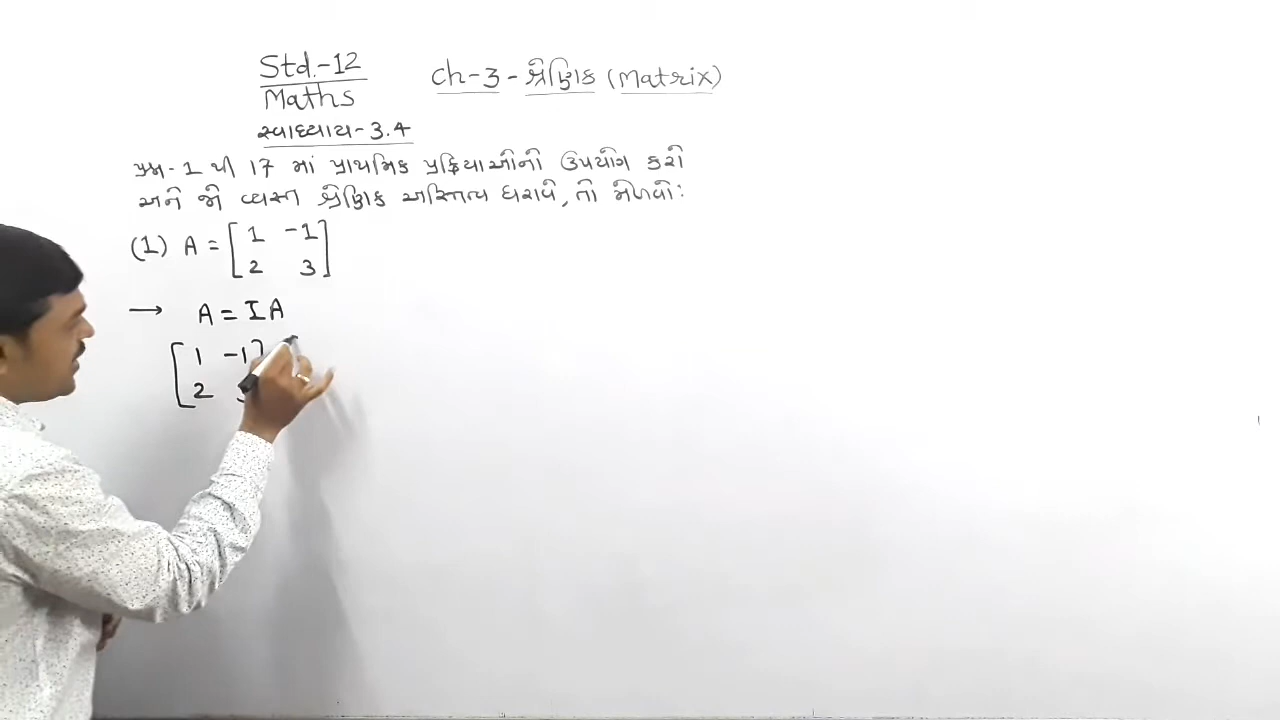 Std.-12
Maths
Ch-3 - શ્રેણિક (Matrix)
સ્વાધ્યાય-3.4
પ્રશ્ન-1 થી 17 માં પ્રાથમિક પ્રક્રિયાઓનો ઉપયોગ કરો
અને જો વ્યસ્ત શ્રેણિક અસ્તિત્વ ધરાવે, તો મેળવો:
(1) A = [1 -1
2 3]
→ A = IA
[1 -1]
2